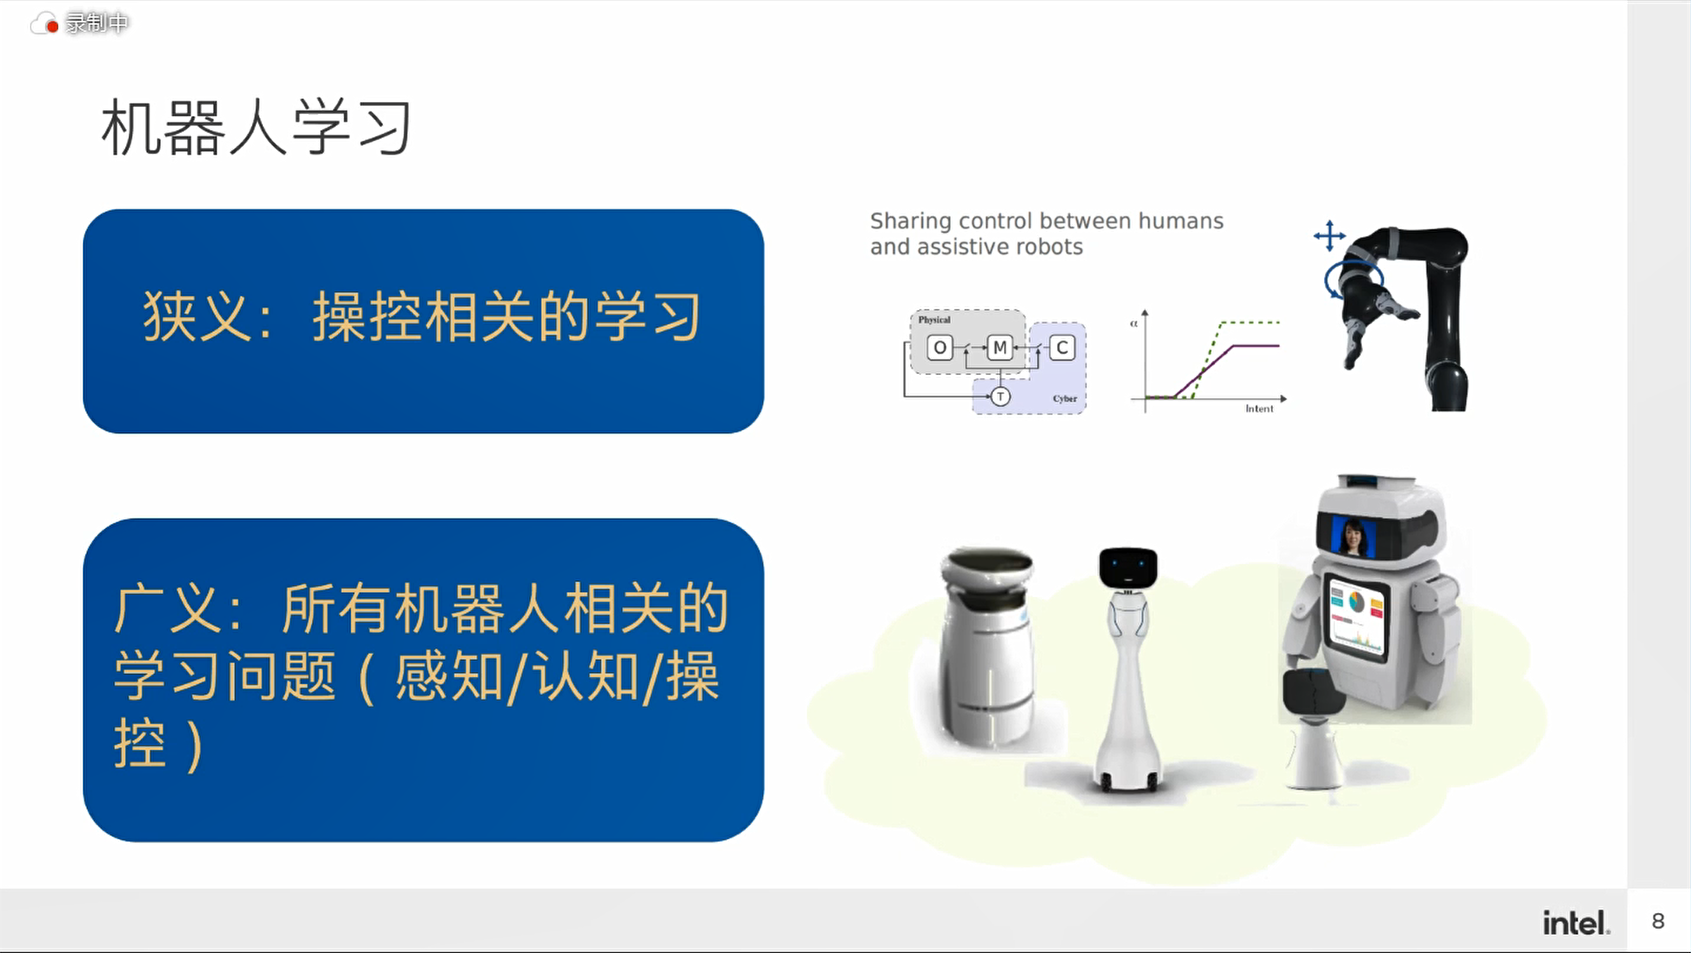 录制中
机器人学习
狭义：操控相关的学习
广义：所有机器人相关的
学习问题（感知/认知/操
控）
Sharing control between humans
and assistive robots
Physical
O M C
T
Cyber
α
Intent
intel.
8